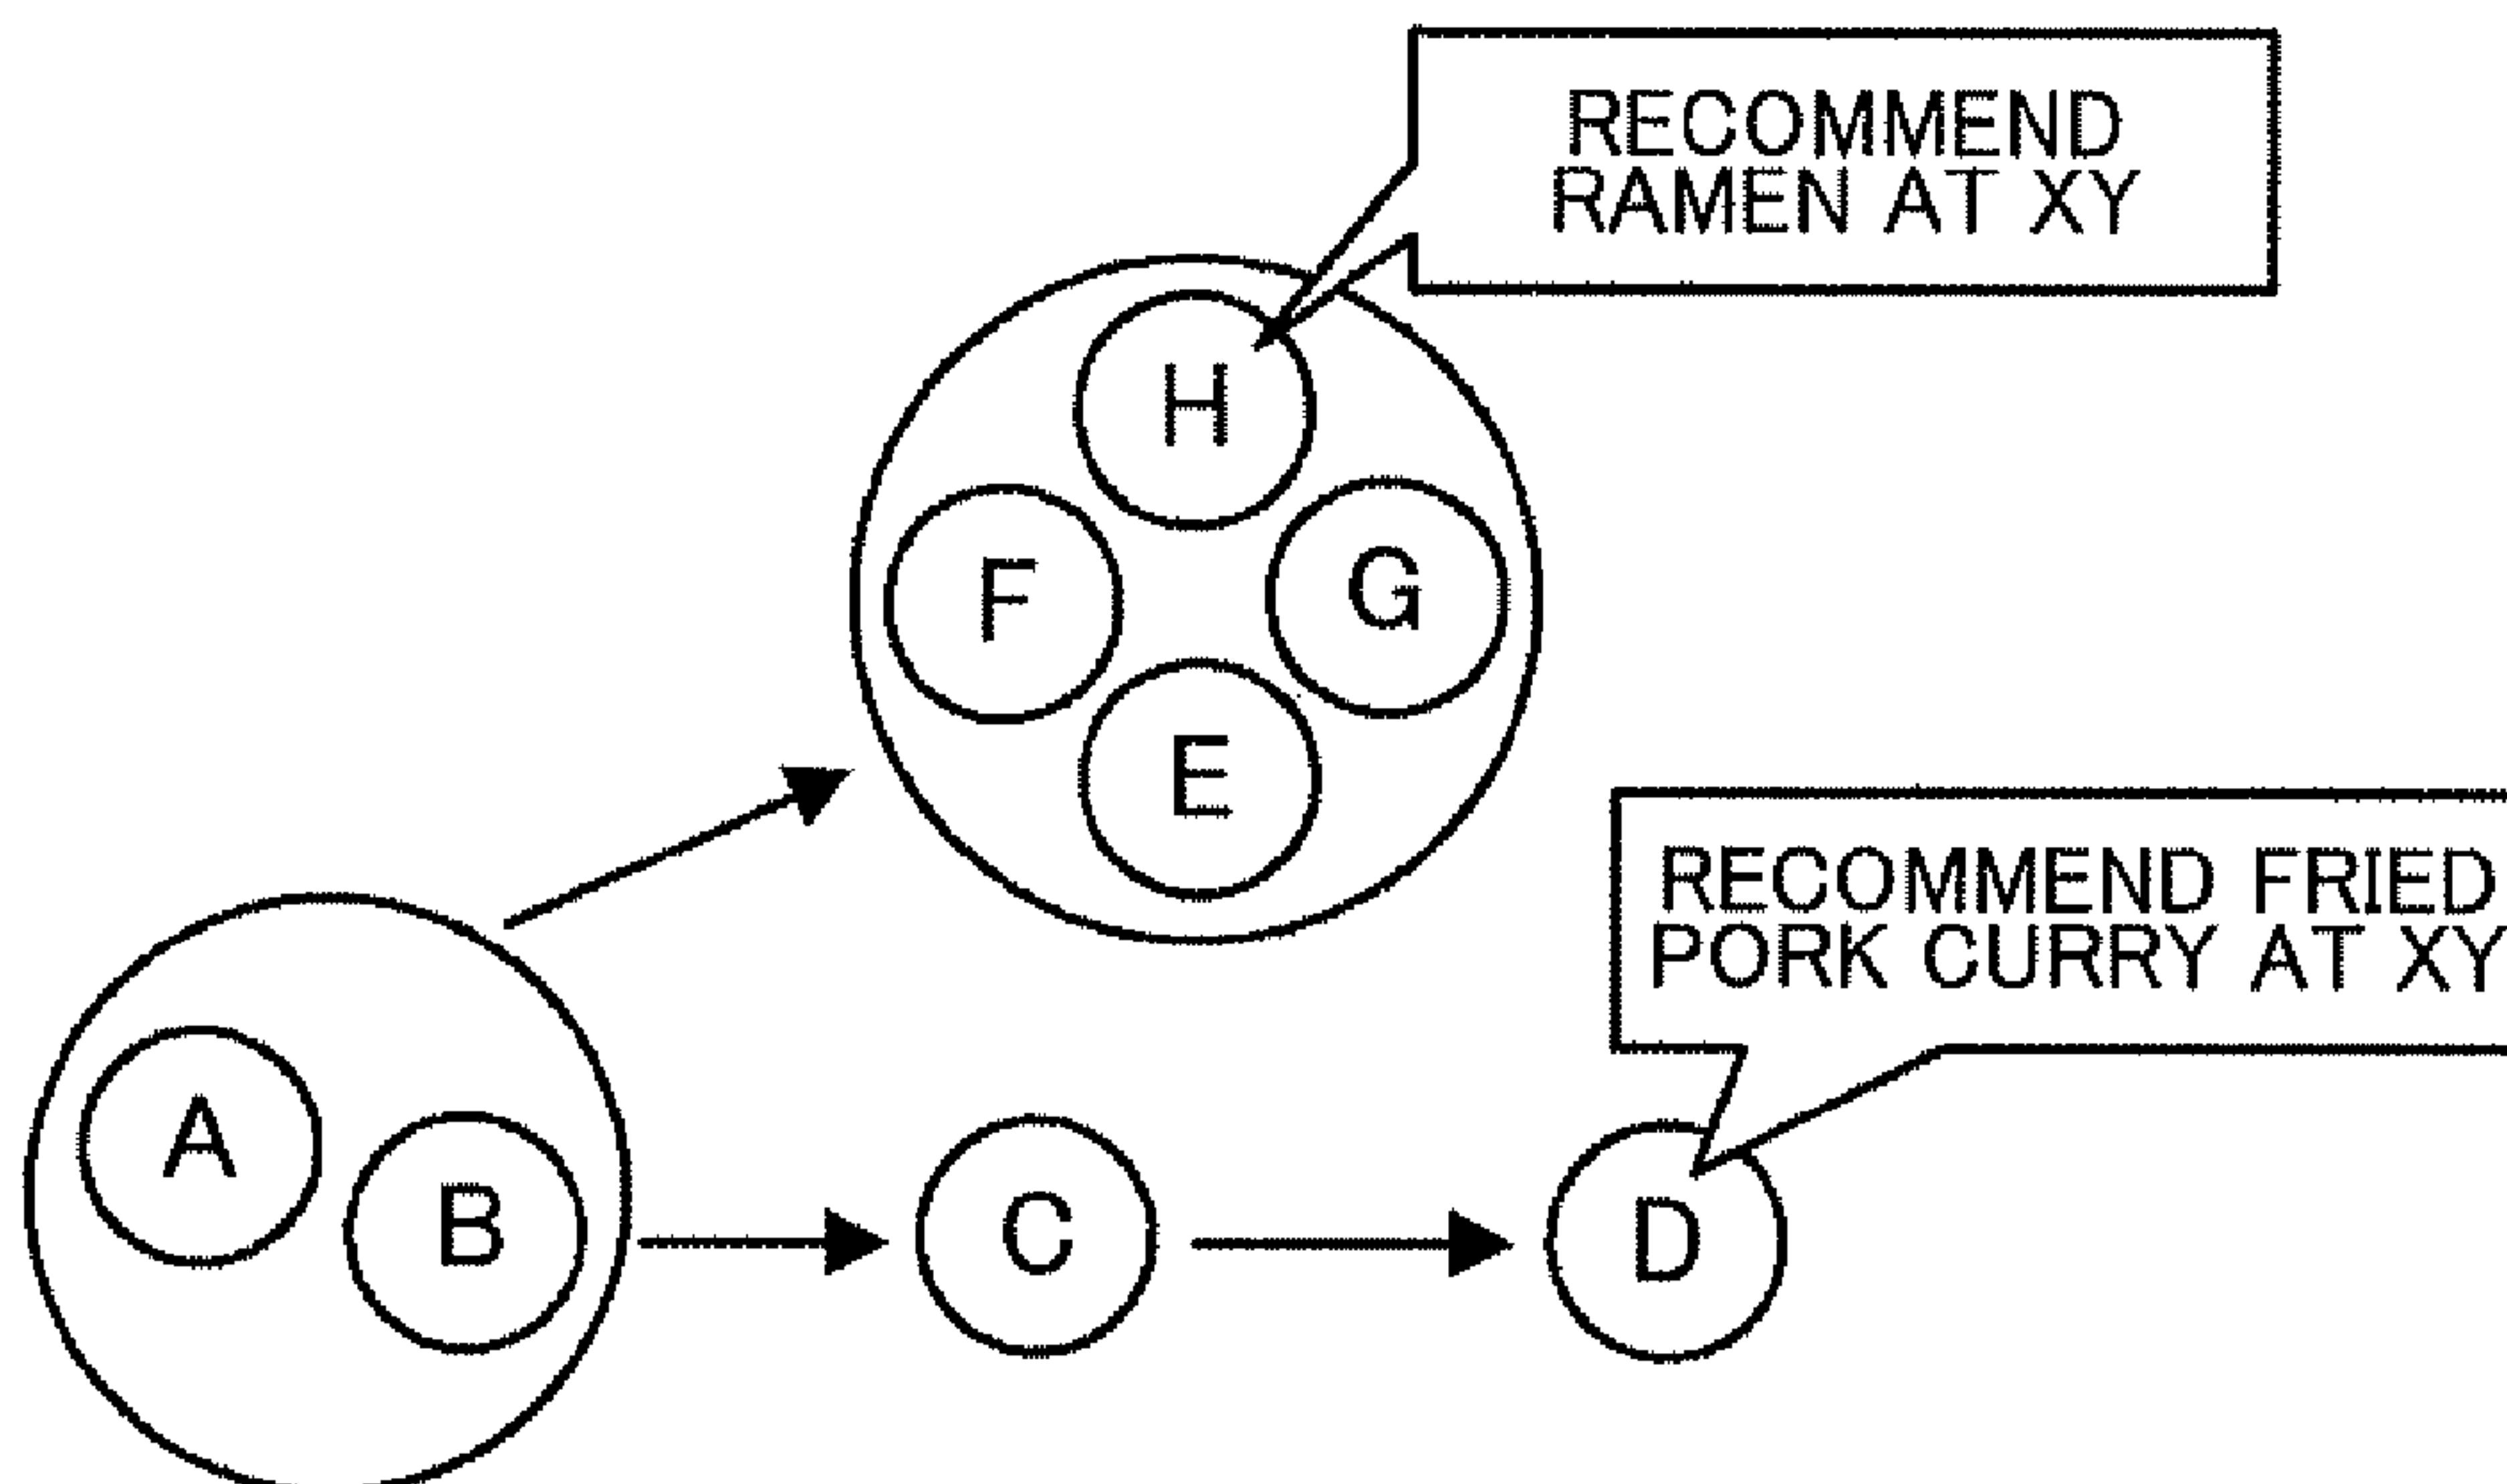 RECOMMEND
RAMEN AT XY
H
F
G
E
RECOMMEND FRIED
PORK CURRY AT XY
A
B
C
D